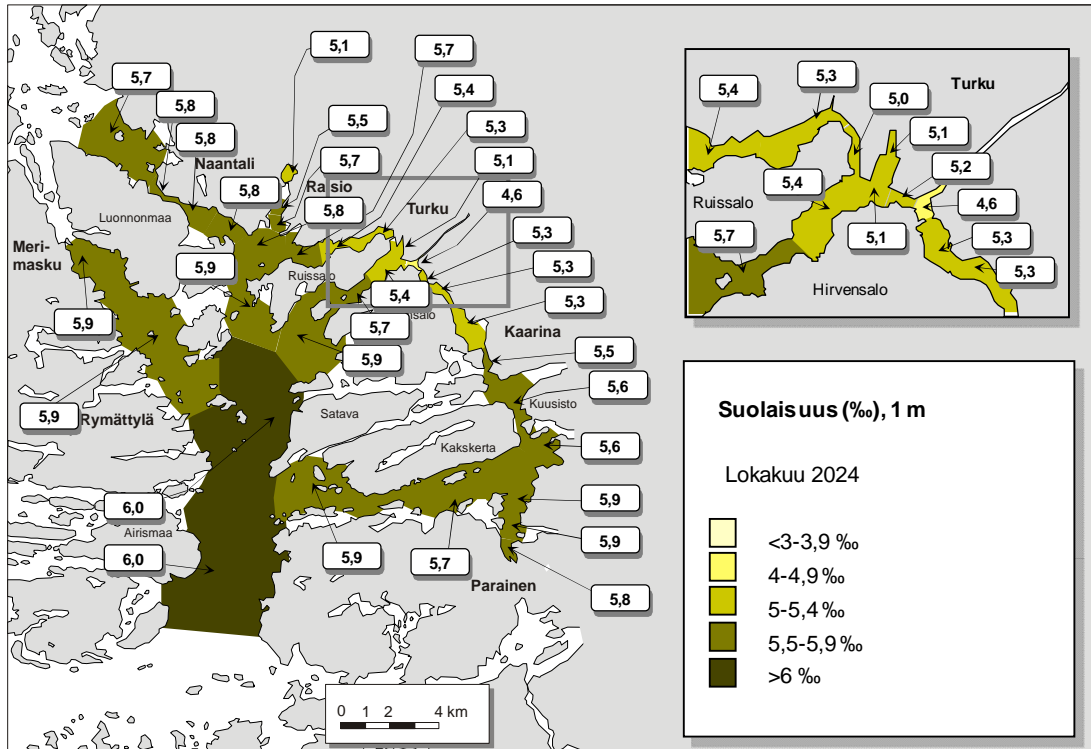 5,1
5,7
5,7
5,4
5,8
5,5
5,3
5,8
Naantali
5,7
5,1
Raisio
5,8
4,6
Luonnonmaa
5,8
Turku
5,3
Meri-
masku
5,9
Ruissalo
5,3
5,4
salo
5,3
5,9
5,7
Kaarina
5,9
5,5
5,9
Rymättylä
Satava
5,6
Kuusisto
Kakskerta
5,6
6,0
5,9
Airismaa
5,9
6,0
5,9
5,7
Parainen
5,8
0 1 2 4 km
5,3
Turku
5,4
5,0
5,1
5,2
5,4
Ruissalo
4,6
5,7
5,1
5,3
Hirvensalo
5,3
Suolaisuus (‰), 1 m
Lokakuu 2024
<3-3,9 ‰
4-4,9 ‰
5-5,4 ‰
5,5-5,9 ‰
>6 ‰